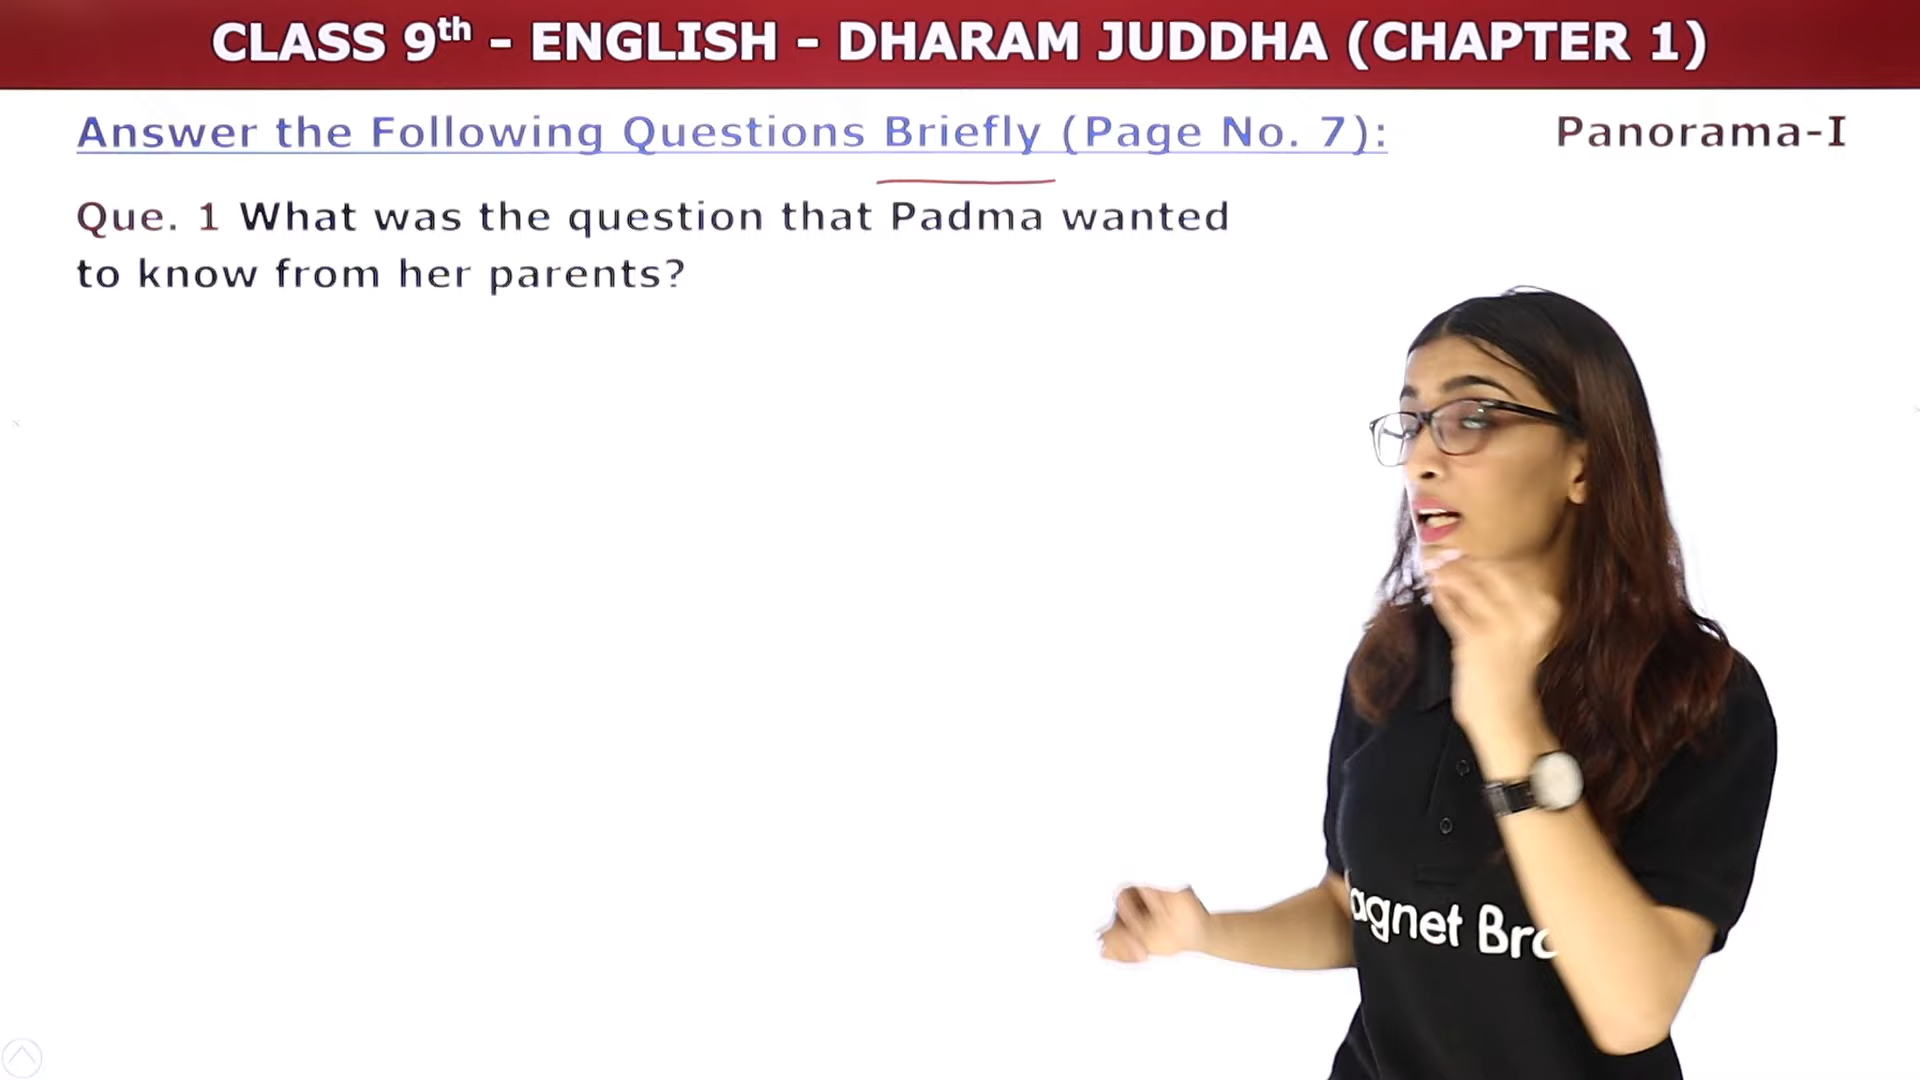 CLASS 9th - ENGLISH - DHARAM JUDDHA (CHAPTER 1)
Answer the Following Questions Briefly (Page No. 7):
Panorama-I
Que. 1 What was the question that Padma wanted
to know from her parents?
agnet Bro